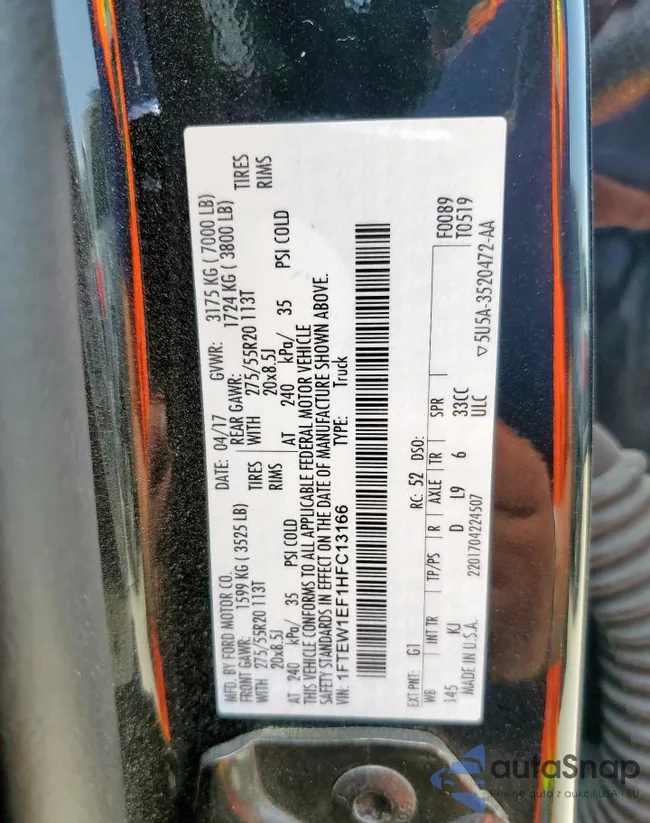 MFD. BY FORD MOTOR CO.
DATE: 04/17 GVWR: 3175 KG ( 7000 LB)
FRONT GAWR: 1599 KG ( 3525 LB) REAR GAWR: 1724 KG ( 3800 LB)
WITH 275/55R20 113T TIRES WITH 275/55R20 113T TIRES
20x8.5J RIMS 20x8.5J RIMS
AT 240 kPa/ 35 PSI COLD AT 240 kPa/ 35 PSI COLD
THIS VEHICLE CONFORMS TO ALL APPLICABLE FEDERAL MOTOR VEHICLE
SAFETY STANDARDS IN EFFECT ON THE DATE OF MANUFACTURE SHOWN ABOVE.
VIN: 1FTEW1EF1HFC13166 TYPE: Truck
F0089
T0519
EXT PNT: G1 RC: 52 DSO:
WB INT TR TP/PS R AXLE TR SPR
145 KJ D L9 6 33CC
MADE IN U.S.A. 2201704224507 ULC
▽5U5A-3520472-AA
autoSnap
Pewne auta z aukcji USA i EU